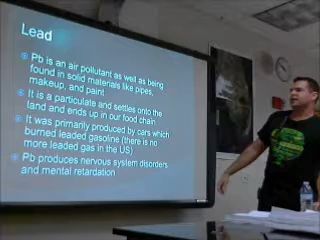 Lead
Pb is an air pollutant as well as being
found in solid materials like pipes,
makeup, and paint
It is a particulate and settles onto the
land and ends up in our food chain
It was primarily produced by cars which
burned leaded gasoline (there is no
more leaded gas in the US)
Pb produces nervous system disorders
and mental retardation